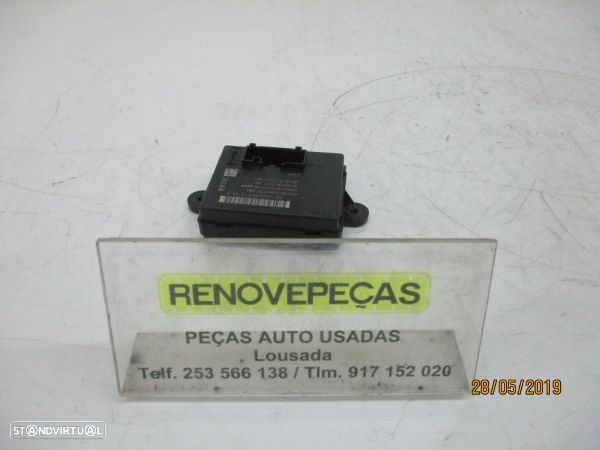 RENOVEPEÇAS
PEÇAS AUTO USADAS
Lousada
Telf. 253 566 138 / Tlm. 917 152 020
28/05/2019
STANDVIRTUAL